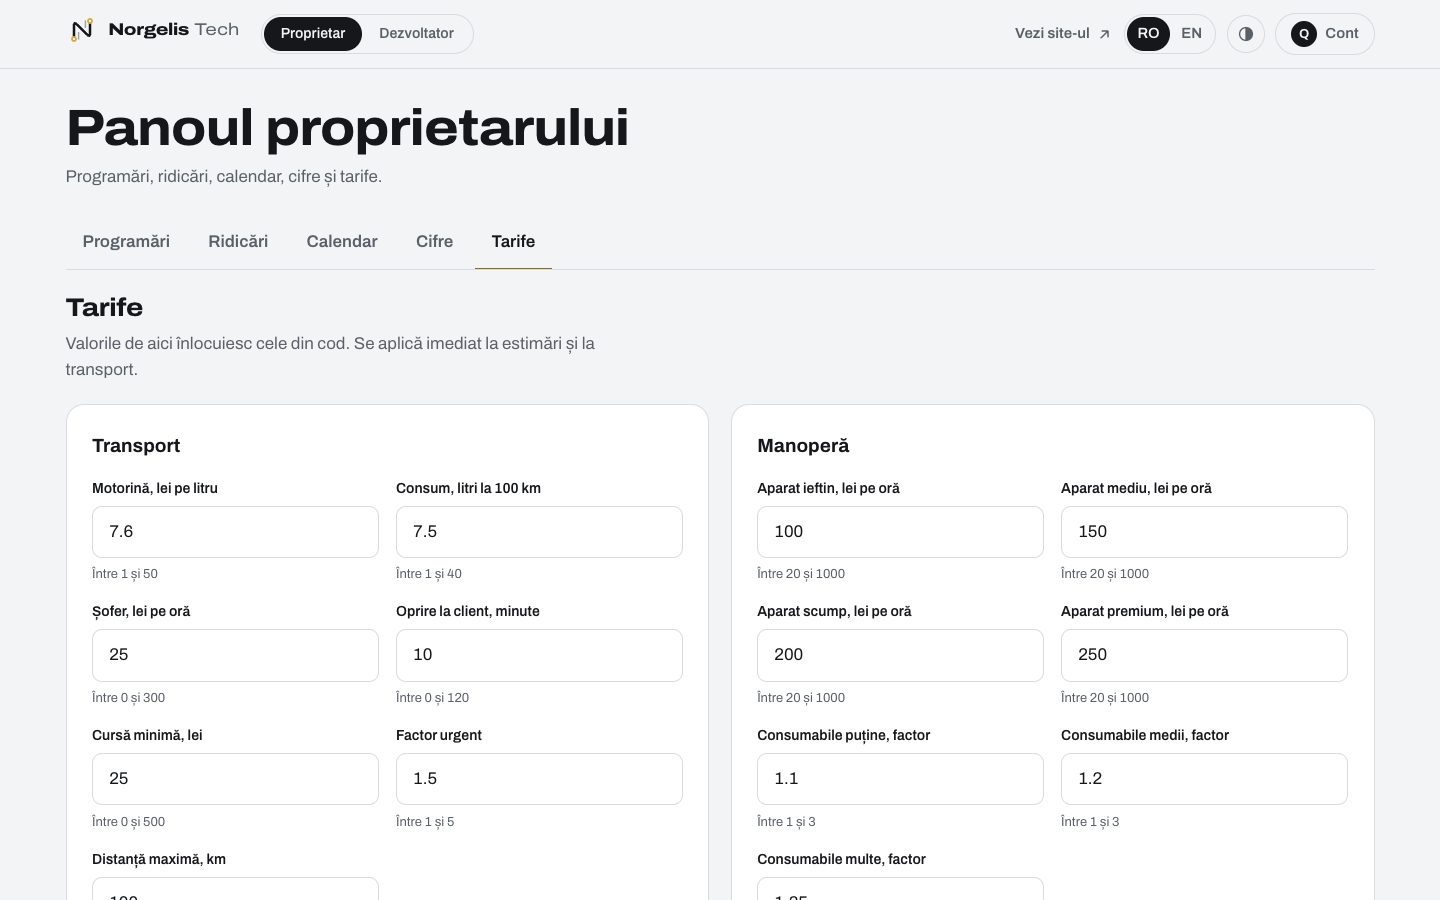 Norgelis Tech
Proprietar
Dezvoltator
Vezi site-ul ↗
RO
EN
Q
Cont
Panoul proprietarului
Programări, ridicări, calendar, cifre și tarife.
Programări
Ridicări
Calendar
Cifre
Tarife
Tarife
Valorile de aici înlocuiesc cele din cod. Se aplică imediat la estimări și la
transport.
Transport
Motorină, lei pe litru
Consum, litri la 100 km
7.6
7.5
Între 1 și 50
Între 1 și 40
Șofer, lei pe oră
Oprire la client, minute
25
10
Între 0 și 300
Între 0 și 120
Cursă minimă, lei
Factor urgent
25
1.5
Între 0 și 500
Între 1 și 5
Distanță maximă, km
Manoperă
Aparat ieftin, lei pe oră
Aparat mediu, lei pe oră
100
150
Între 20 și 1000
Între 20 și 1000
Aparat scump, lei pe oră
Aparat premium, lei pe oră
200
250
Între 20 și 1000
Între 20 și 1000
Consumabile puține, factor
Consumabile medii, factor
1.1
1.2
Între 1 și 3
Între 1 și 3
Consumabile multe, factor